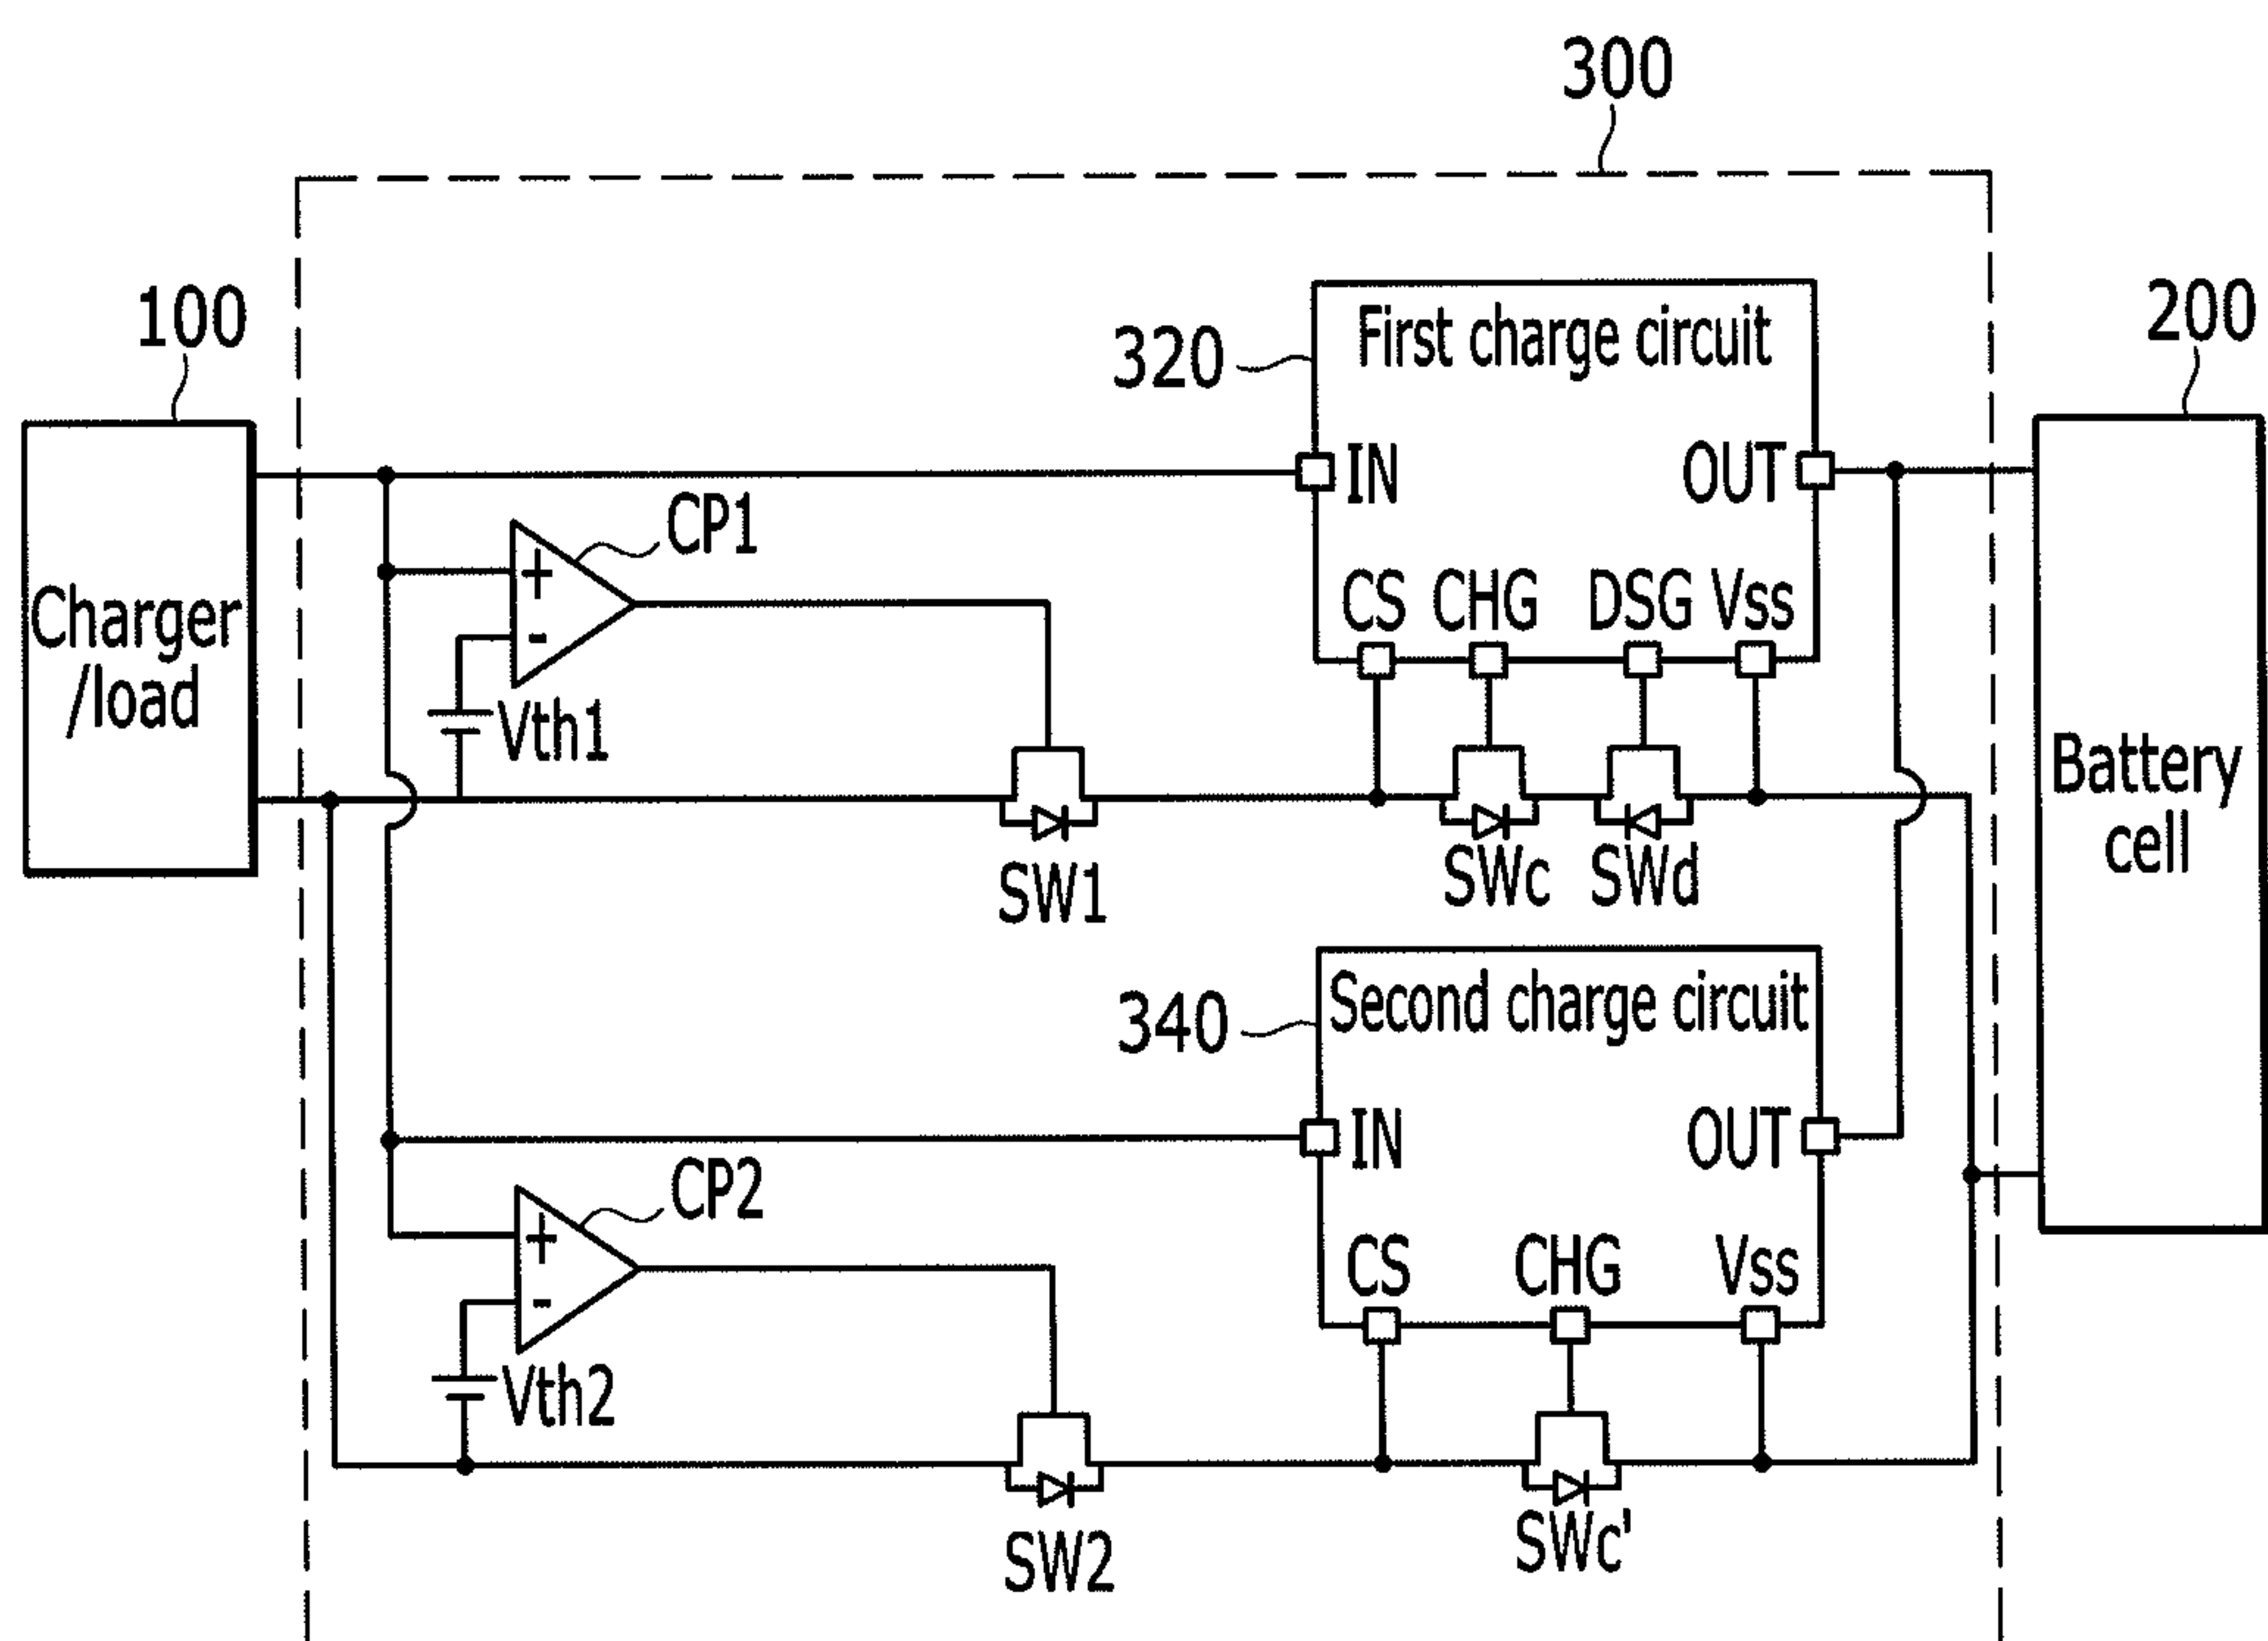 300
100
200
320
First charge circuit
IN
OUT
CP1
+
-
CS CHG DSG Vss
Charger
/load
Vth1
Battery
cell
SW1
SWc
SWd
340
Second charge circuit
IN
OUT
CP2
+
-
CS CHG Vss
Vth2
SW2
SWc'